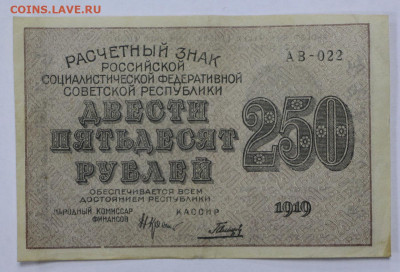 COINS.LAVE.RU
РАСЧЕТНЫЙ ЗНАК
РОССИЙСКОЙ
СОЦИАЛИСТИЧЕСКОЙ ФЕДЕРАТИВНОЙ
СОВЕТСКОЙ РЕСПУБЛИКИ
АВ-022
ДВЕСТИ
ПЯТЬДЕСЯТ
РУБЛЕЙ
250
ОБЕСПЕЧИВАЕТСЯ ВСЕМ
ДОСТОЯНИЕМ РЕСПУБЛИКИ
НАРОДНЫЙ КОМИССАР
ФИНАНСОВ
КАССИР
1919